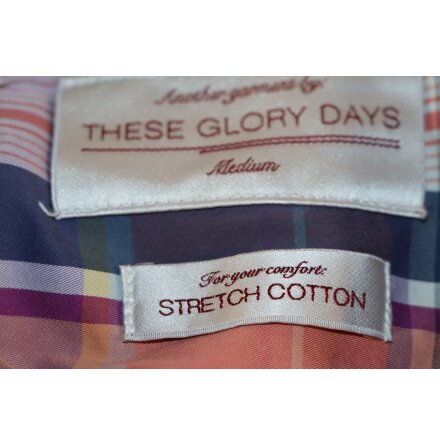 Another garment by:
THESE GLORY DAYS
Medium
For your comfort:
STRETCH COTTON